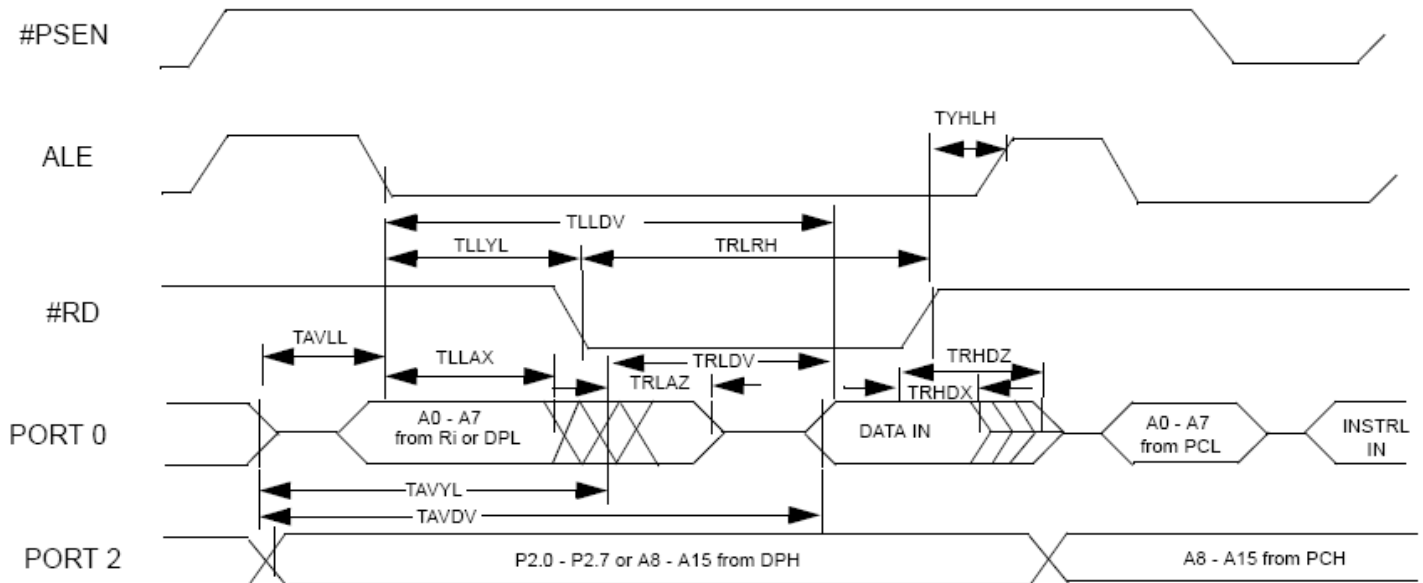 #PSEN
TYHLH
ALE
TLLDV
TLLYL
TRLRH
#RD
TAVLL
TLLAX
TRLDV
TRLAZ
TRHDZ
TRHDX
PORT 0
A0 - A7
from Ri or DPL
DATA IN
A0 - A7
from PCL
INSTRL
IN
TAVYL
TAVDV
PORT 2
P2.0 - P2.7 or A8 - A15 from DPH
A8 - A15 from PCH